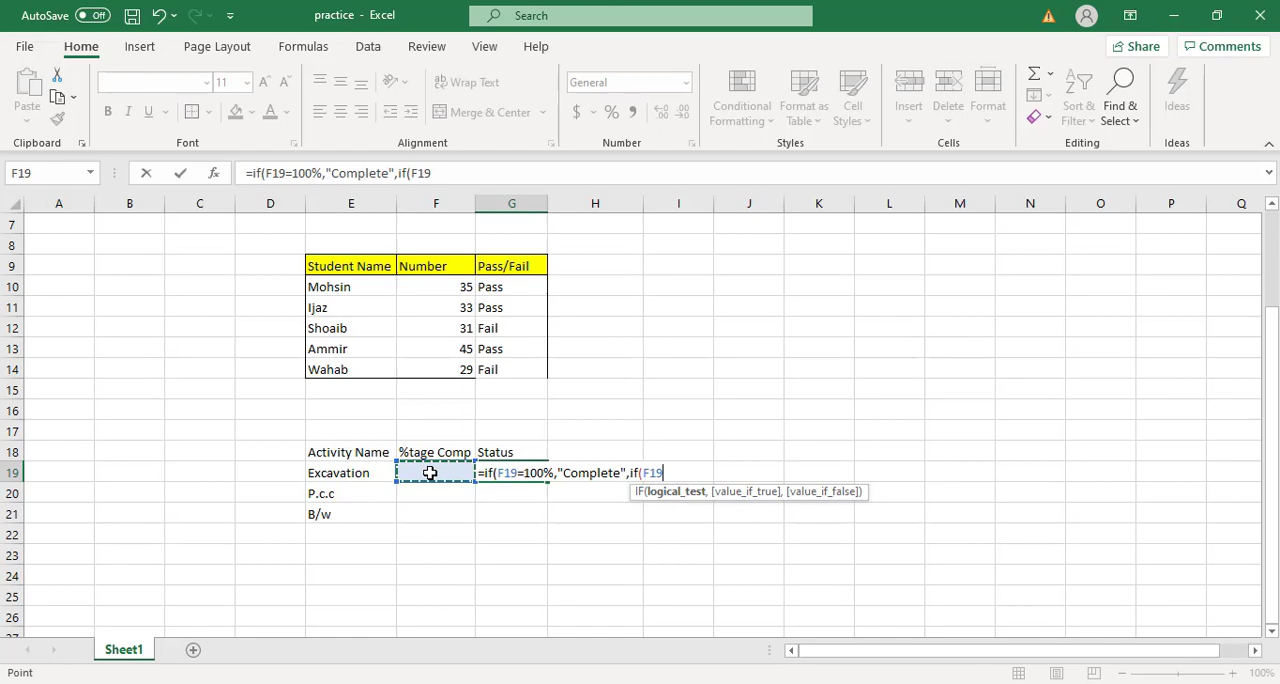 AutoSave Off practice - Excel Search
File Home Insert Page Layout Formulas Data Review View Help Share Comments
Paste 11 A A Wrap Text General Conditional Formatting Format as Table Cell Styles Insert Delete Format Sort & Filter Find & Select Ideas
B I U A Merge & Center $ % ,
Clipboard Font Alignment Number Styles Cells Editing Ideas
F19 fx =if(F19=100%,"Complete",if(F19
A B C D E F G H I J K L M N O P Q
7
8
9 Student Name Number Pass/Fail
10 Mohsin 35 Pass
11 Ijaz 33 Pass
12 Shoaib 31 Fail
13 Ammir 45 Pass
14 Wahab 29 Fail
15
16
17
18 Activity Name %tage Comp Status
19 Excavation =if(F19=100%,"Complete",if(F19
IF(logical_test, [value_if_true], [value_if_false])
20 P.c.c
21 B/w
22
23
24
25
26
27
Sheet1
Point 100%